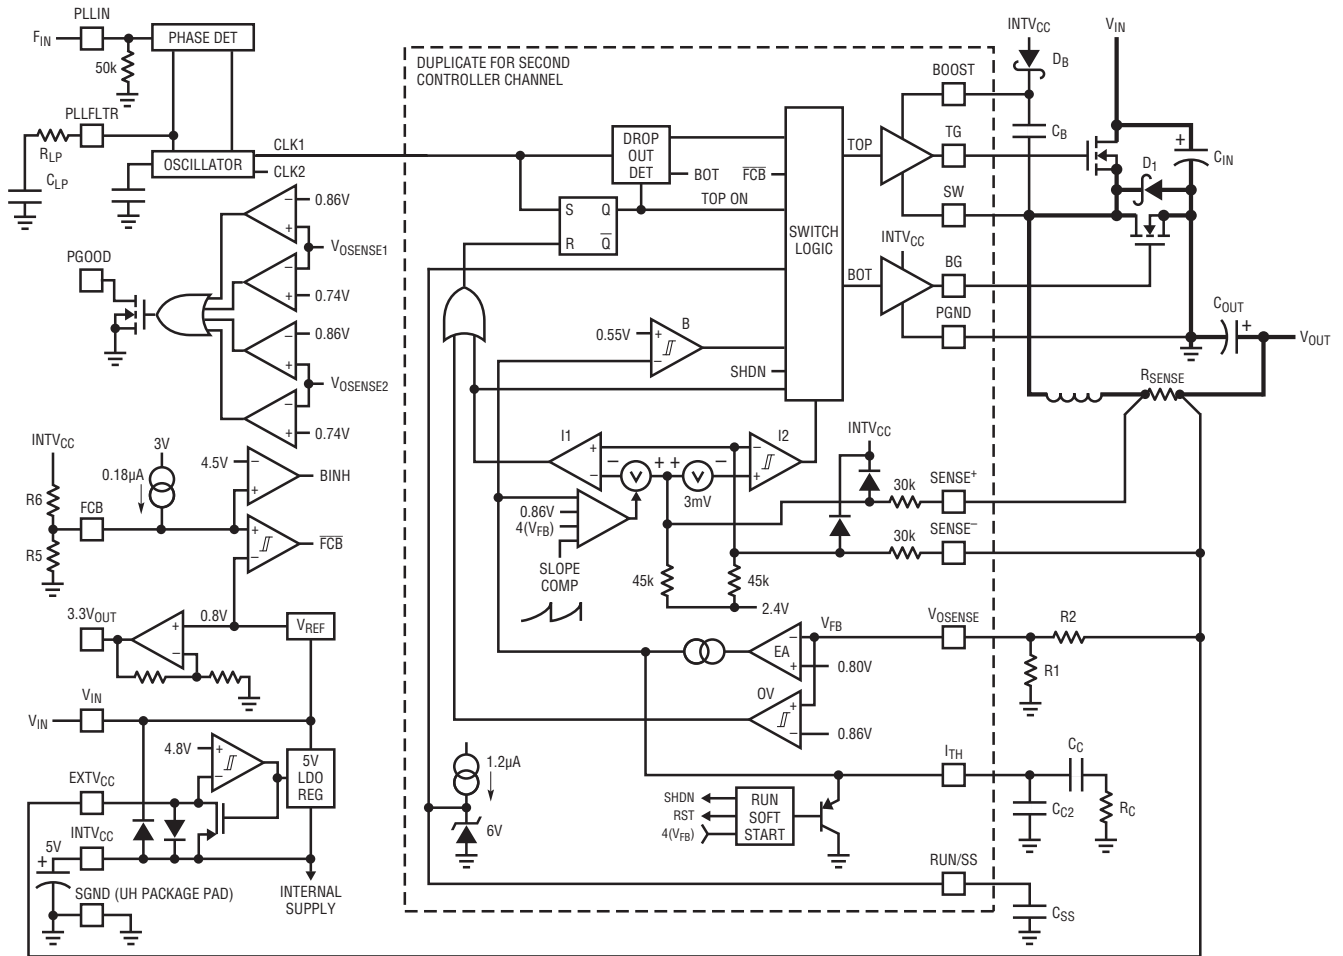 PLLIN
F_IN
PHASE DET
50k
PLLFLTR
R_LP
C_LP
OSCILLATOR
CLK1
CLK2
0.86V
V_OSENSE1
0.74V
PGOOD
0.86V
V_OSENSE2
0.74V
INTV_CC
R6
FCB
R5
3V
0.18µA
4.5V
BINH
FCB
3.3V_OUT
0.8V
V_REF
V_IN
V_IN
4.8V
5V
LDO
REG
EXTV_CC
INTV_CC
5V
SGND (UH PACKAGE PAD)
INTERNAL
SUPPLY
DUPLICATE FOR SECOND
CONTROLLER CHANNEL
DROP
OUT
DET
BOT
FCB
TOP ON
S
Q
R
Q
SWITCH
LOGIC
TOP
INTV_CC
BOT
0.55V
B
SHDN
I1
I2
3mV
0.86V
4(V_FB)
SLOPE
COMP
45k
45k
2.4V
INTV_CC
30k
30k
V_FB
EA
0.80V
OV
0.86V
1.2µA
6V
SHDN
RST
4(V_FB)
RUN
SOFT
START
BOOST
TG
SW
BG
PGND
SENSE+
SENSE−
V_OSENSE
I_TH
RUN/SS
INTV_CC
D_B
C_B
V_IN
D_1
C_IN
C_OUT
V_OUT
R_SENSE
R2
R1
C_C
C_C2
R_C
C_SS